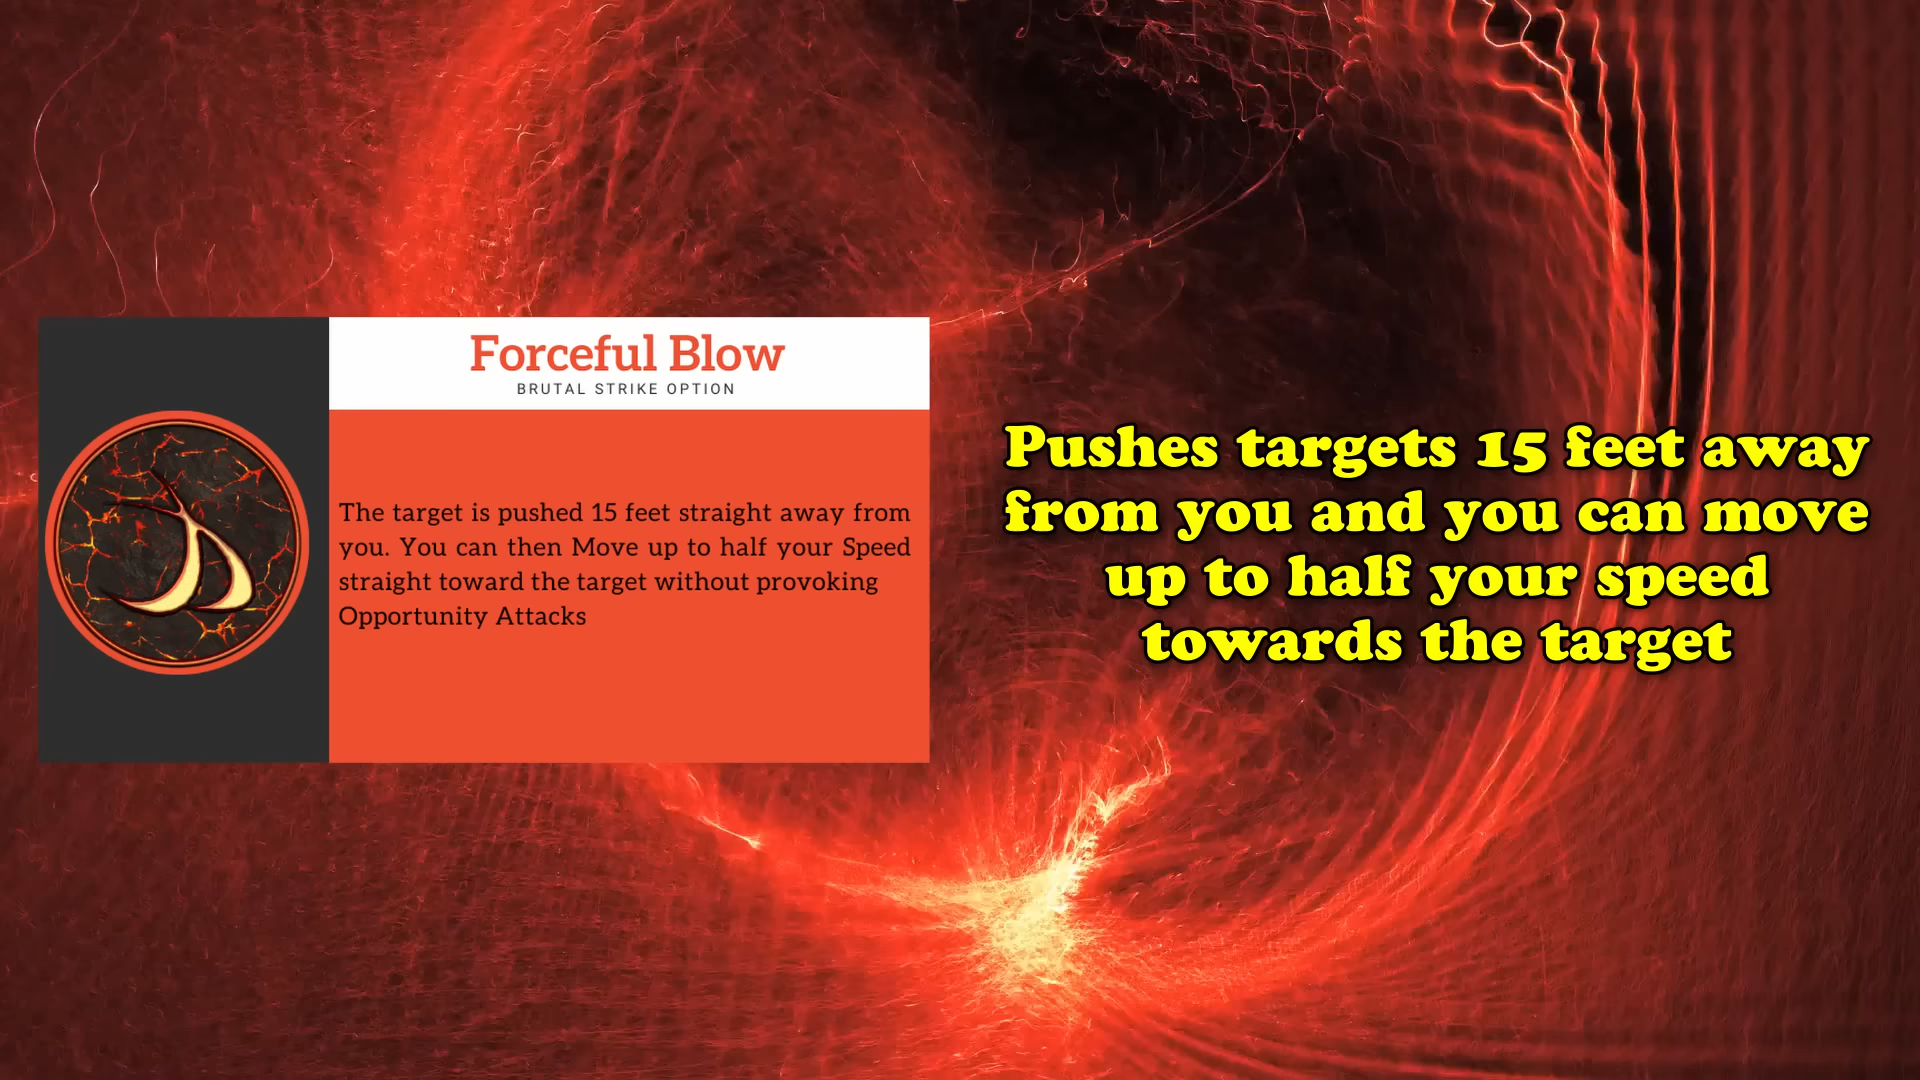 Forceful Blow
BRUTAL STRIKE OPTION
The target is pushed 15 feet straight away from
you. You can then Move up to half your Speed
straight toward the target without provoking
Opportunity Attacks
Pushes targets 15 feet away
from you and you can move
up to half your speed
towards the target